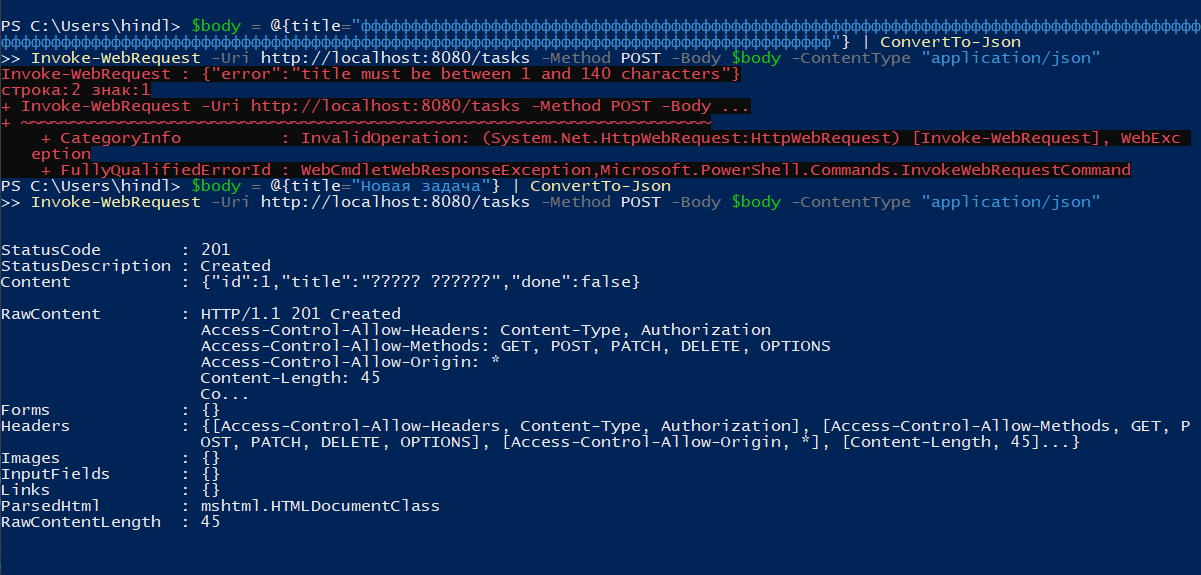 PS C:\Users\hindl> $body = @{title="фффффффффффффффффффффффффффффффффффффффффффффффффффффффффффффффффффффффффффффффффффф
ффффффффффффффффффффффффффффффффффффффффффффффффффффффффффффффффффффффффффффффффффф"} | ConvertTo-Json
>> Invoke-WebRequest -Uri http://localhost:8080/tasks -Method POST -Body $body -ContentType "application/json"
Invoke-WebRequest : {"error":"title must be between 1 and 140 characters"}
строка:2 знак:1
+ Invoke-WebRequest -Uri http://localhost:8080/tasks -Method POST -Body ...
+ ~~~~~~~~~~~~~~~~~~~~~~~~~~~~~~~~~~~~~~~~~~~~~~~~~~~~~~~~~~~~~~~~~~~~~
    + CategoryInfo          : InvalidOperation: (System.Net.HttpWebRequest:HttpWebRequest) [Invoke-WebRequest], WebExc
   eption
    + FullyQualifiedErrorId : WebCmdletWebResponseException,Microsoft.PowerShell.Commands.InvokeWebRequestCommand
PS C:\Users\hindl> $body = @{title="Новая задача"} | ConvertTo-Json
>> Invoke-WebRequest -Uri http://localhost:8080/tasks -Method POST -Body $body -ContentType "application/json"
StatusCode        : 201
StatusDescription : Created
Content           : {"id":1,"title":"????? ??????","done":false}
RawContent        : HTTP/1.1 201 Created
                    Access-Control-Allow-Headers: Content-Type, Authorization
                    Access-Control-Allow-Methods: GET, POST, PATCH, DELETE, OPTIONS
                    Access-Control-Allow-Origin: *
                    Content-Length: 45
                    Co...
Forms             : {}
Headers           : {[Access-Control-Allow-Headers, Content-Type, Authorization], [Access-Control-Allow-Methods, GET, P
                    OST, PATCH, DELETE, OPTIONS], [Access-Control-Allow-Origin, *], [Content-Length, 45]...}
Images            : {}
InputFields       : {}
Links             : {}
ParsedHtml        : mshtml.HTMLDocumentClass
RawContentLength  : 45